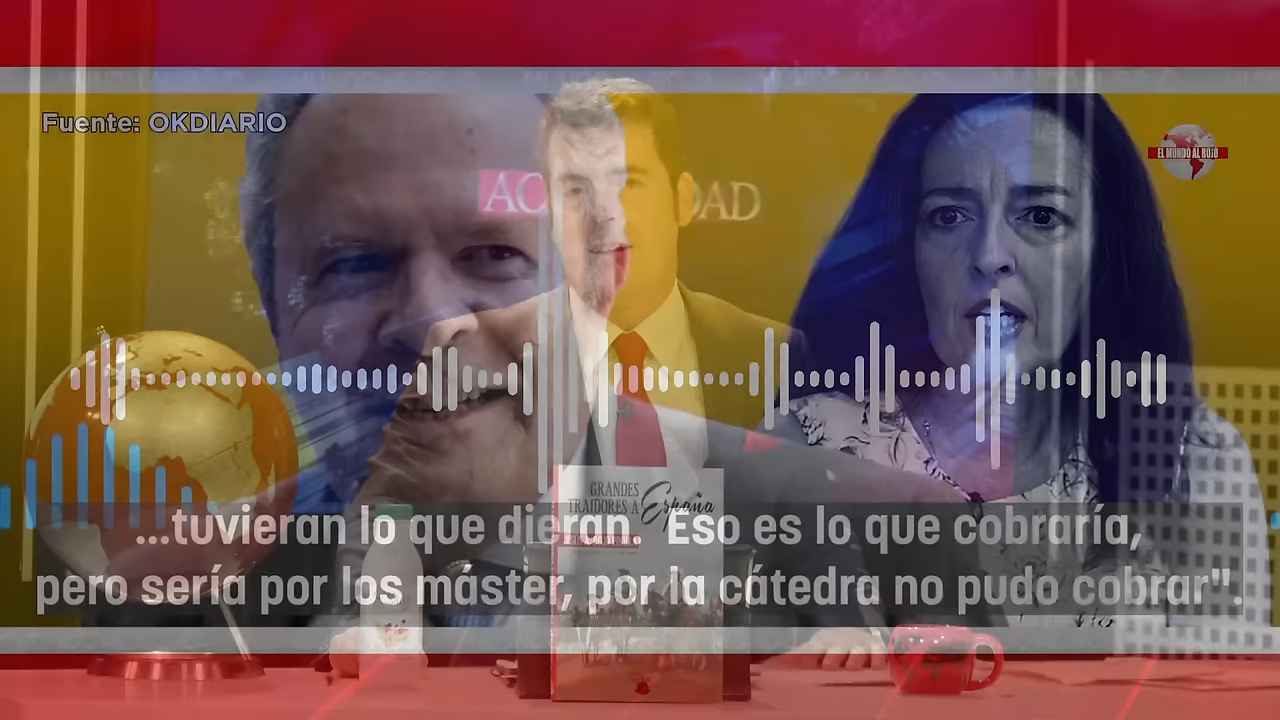 Fuente: OKDIARIO
EL MUNDO AL ROJO
AC
DAD
GRANDES
TRAIDORES A España
...tuvieran lo que dieran. "Eso es lo que cobraría,
pero sería por los máster, por la cátedra no pudo cobrar".